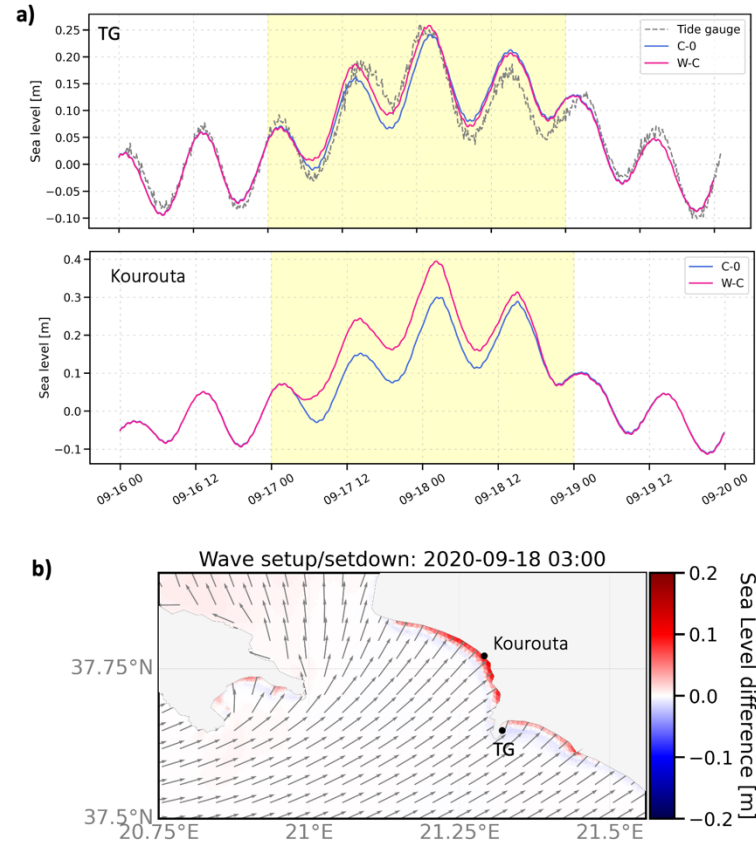 a)
TG
Tide gauge
C-0
W-C
Sea level [m]
0.25
0.20
0.15
0.10
0.05
0.00
−0.05
−0.10
Kourouta
C-0
W-C
Sea level [m]
0.4
0.3
0.2
0.1
0.0
−0.1
09-16 00
09-16 12
09-17 00
09-17 12
09-18 00
09-18 12
09-19 00
09-19 12
09-20 00
b)
Wave setup/setdown: 2020-09-18 03:00
Kourouta
TG
37.75°N
37.5°N
20.75°E
21°E
21.25°E
21.5°E
0.2
0.1
0.0
−0.1
−0.2
Sea Level difference [m]